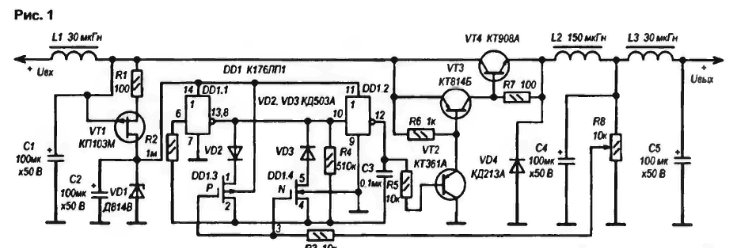 Рис. 1
L1 30 мкГн
Uвх
R1
100
VT1
КП103М
C1
100мк
x50 В
C2
100мк
x50 В
VD1
Д814В
R2
1м
DD1 К176ЛП1
14
DD1.1
1
6
13,8
7
VD2, VD3 КД503А
VD2
VD3
R4
510к
DD1.3
P
1
2
DD1.4
N
5
4
3
11
DD1.2
1
10
12
9
C3
0.1мк
R5
10к
R6 1к
VT2
КТ361А
VT3
КТ814Б
VT4 КТ908А
R7 100
VD4
КД213А
L2 150 мкГн
L3 30 мкГн
C4
100мк
x50 В
R8
10к
C5
100 мк
x50 В
Uвых